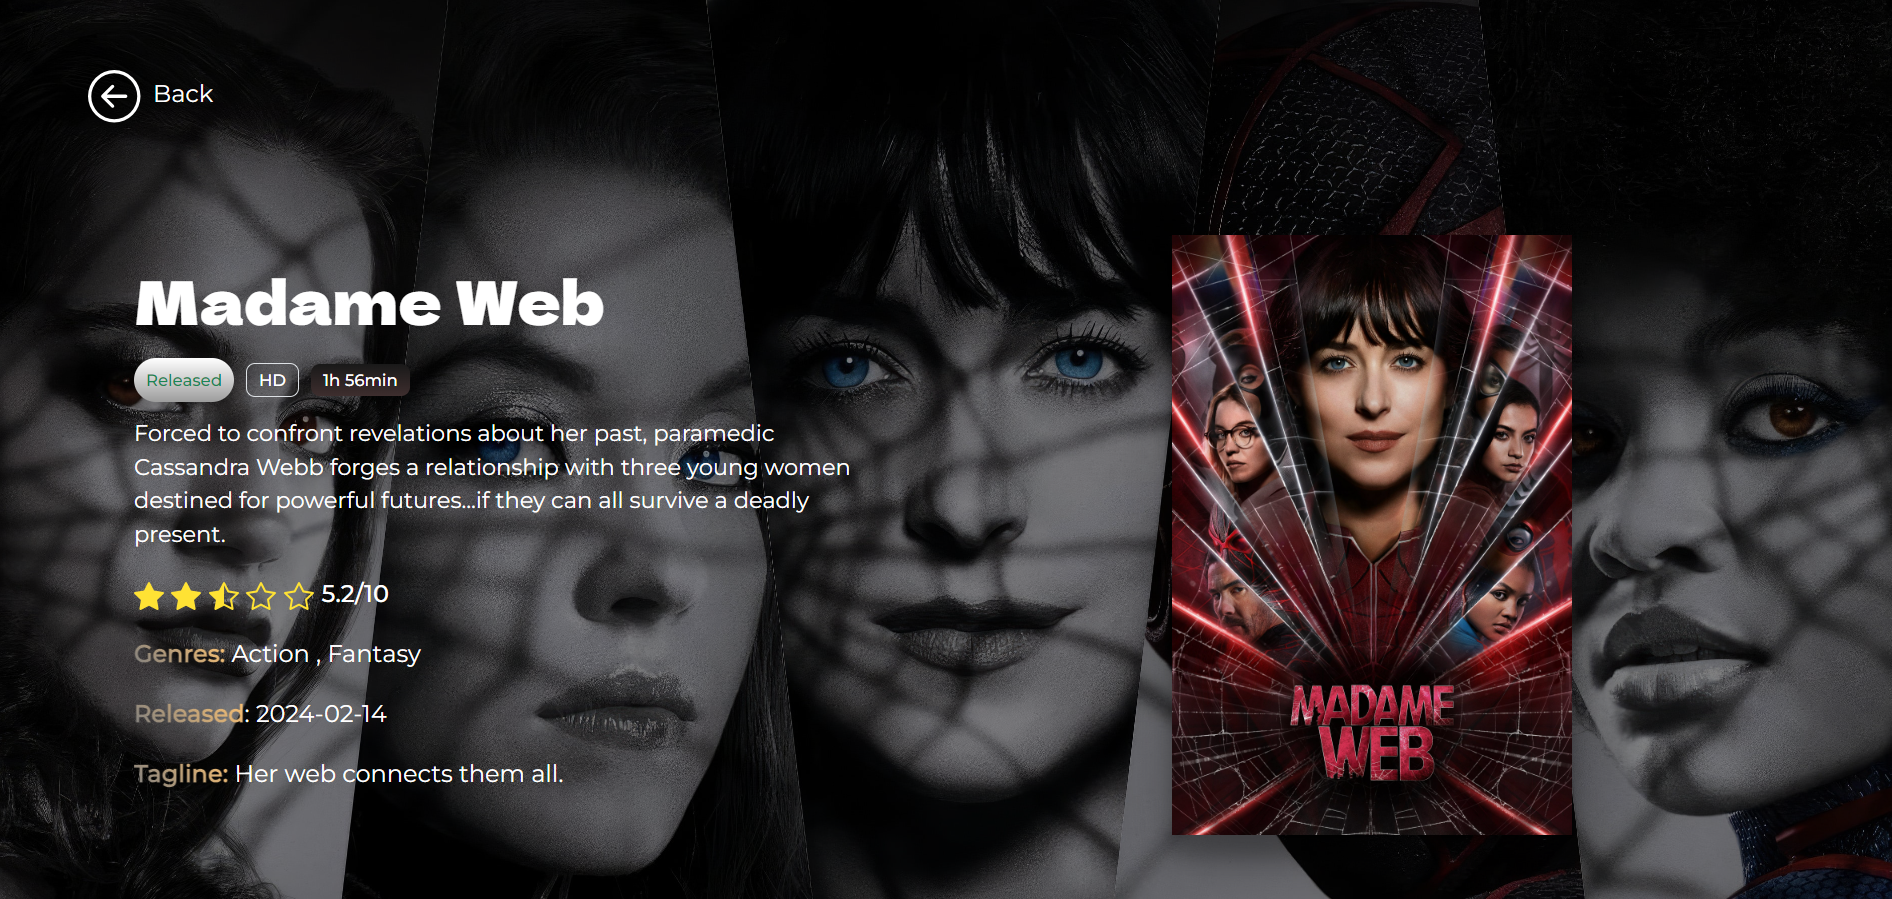 Back
Madame Web
Released HD 1h 56min
Forced to confront revelations about her past, paramedic
Cassandra Webb forges a relationship with three young women
destined for powerful futures...if they can all survive a deadly
present.
5.2/10
Genres: Action , Fantasy
Released: 2024-02-14
Tagline: Her web connects them all.
MADAME
WEB